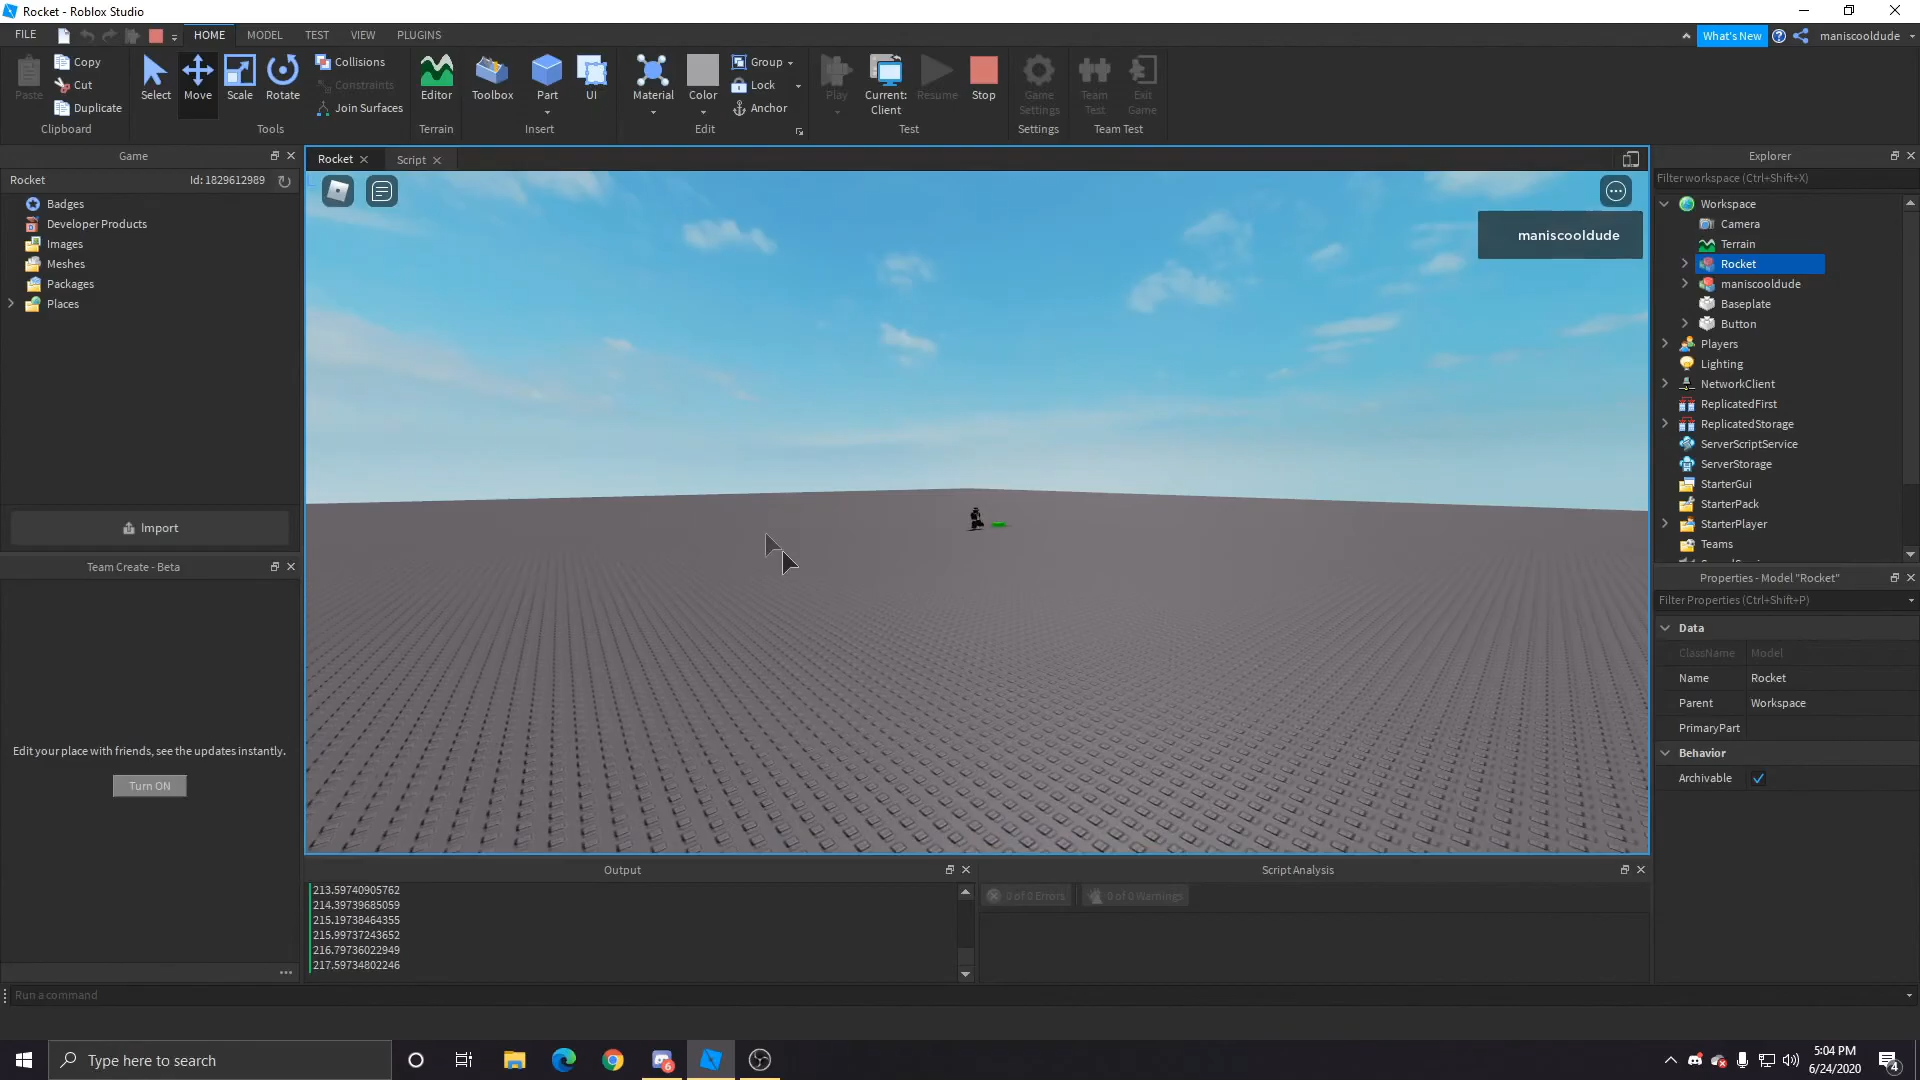 Rocket - Roblox Studio
FILE
HOME
MODEL
TEST
VIEW
PLUGINS
What's New
maniscooldude
Paste
Copy
Cut
Duplicate
Clipboard
Select
Move
Scale
Rotate
Collisions
Constraints
Join Surfaces
Tools
Editor
Terrain
Toolbox
Part
UI
Insert
Material
Color
Group
Lock
Anchor
Edit
Play
Current:
Client
Resume
Stop
Test
Game
Settings
Settings
Team
Test
Exit
Game
Team Test
Game
Rocket
Id: 1829612989
Badges
Developer Products
Images
Meshes
Packages
Places
Import
Team Create - Beta
Edit your place with friends, see the updates instantly.
Turn ON
Rocket
Script
maniscooldude
Output
213.59740905762
214.39739685059
215.19738464355
215.99737243652
216.79736022949
217.59734802246
Script Analysis
0 of 0 Errors
0 of 0 Warnings
Explorer
Filter workspace (Ctrl+Shift+X)
Workspace
Camera
Terrain
Rocket
maniscooldude
Baseplate
Button
Players
Lighting
NetworkClient
ReplicatedFirst
ReplicatedStorage
ServerScriptService
ServerStorage
StarterGui
StarterPack
StarterPlayer
Teams
Properties - Model "Rocket"
Filter Properties (Ctrl+Shift+P)
Data
ClassName Model
Name Rocket
Parent Workspace
PrimaryPart
Behavior
Archivable
Run a command
Type here to search
6
5:04 PM
6/24/2020
4